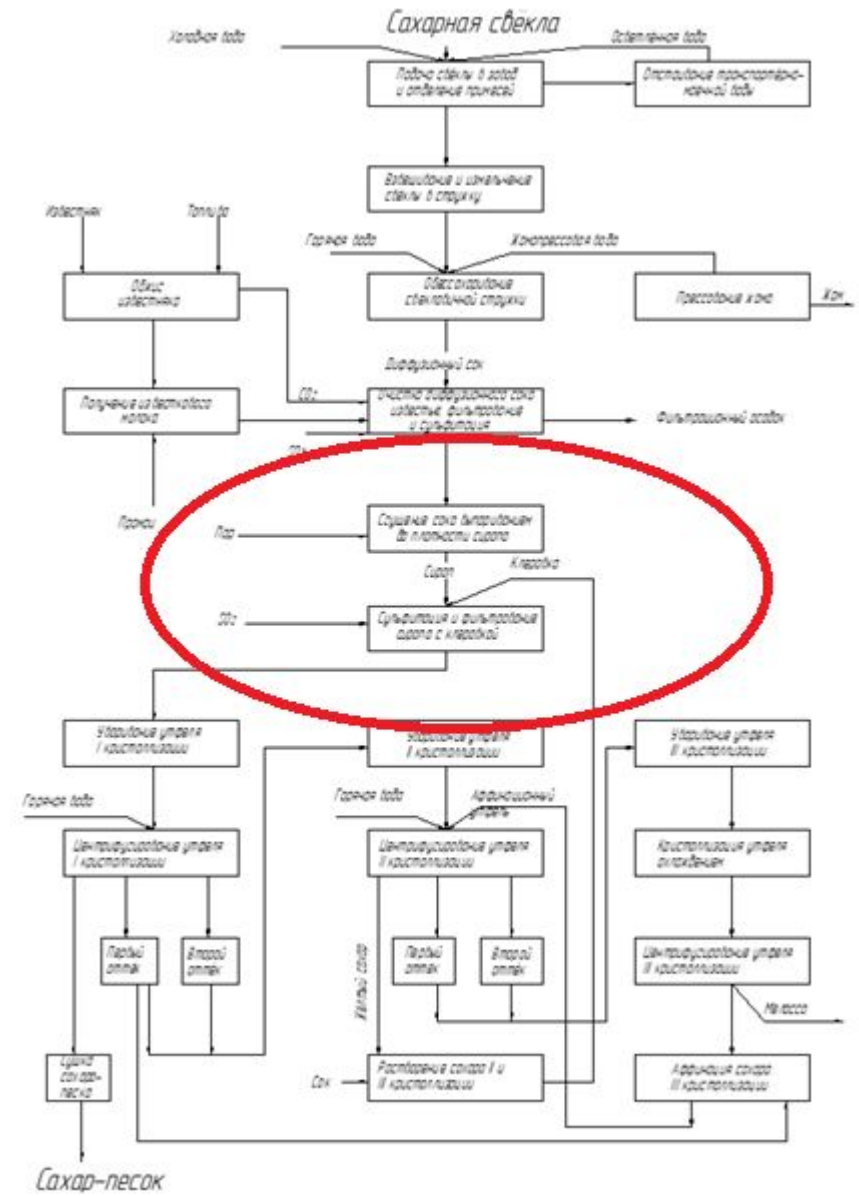 Сахарная свёкла
Холодная вода
Осветлённая вода
Подача свёклы в завод
и отделение примесей
Отстаивание транспортёрно-
моечной воды
Взвешивание и измельчение
свёклы в стружку
Известняк
Топливо
Горячая вода
Жомопрессовая вода
Обжиг
известняка
Обессахаривание
свекловичной стружки
Прессование жома
Жом
Диффузионный сок
CO₂
Получение известкового
молока
Очистка диффузионного сока
известью, фильтрование
и сульфитация
Фильтрационный осадок
Промои
Пар
Сгущение сока выпариванием
до плотности сиропа
Сироп
Клеровка
SO₂
Сульфитация и фильтрование
сиропа с клеровкой
Уваривание утфеля
I кристаллизации
Уваривание утфеля
II кристаллизации
Уваривание утфеля
III кристаллизации
Горячая вода
Горячая вода
Аффинационный
утфель
Центрифугирование утфеля
I кристаллизации
Центрифугирование утфеля
II кристаллизации
Кристаллизация утфеля
охлаждением
Первый
оттек
Второй
оттек
Жёлтый сахар
Первый
оттек
Второй
оттек
Центрифугирование утфеля
III кристаллизации
Меласса
Сушка
сахара-
песка
Сок
Растворение сахара II и
III кристаллизации
Аффинация сахара
III кристаллизации
Сахар-песок